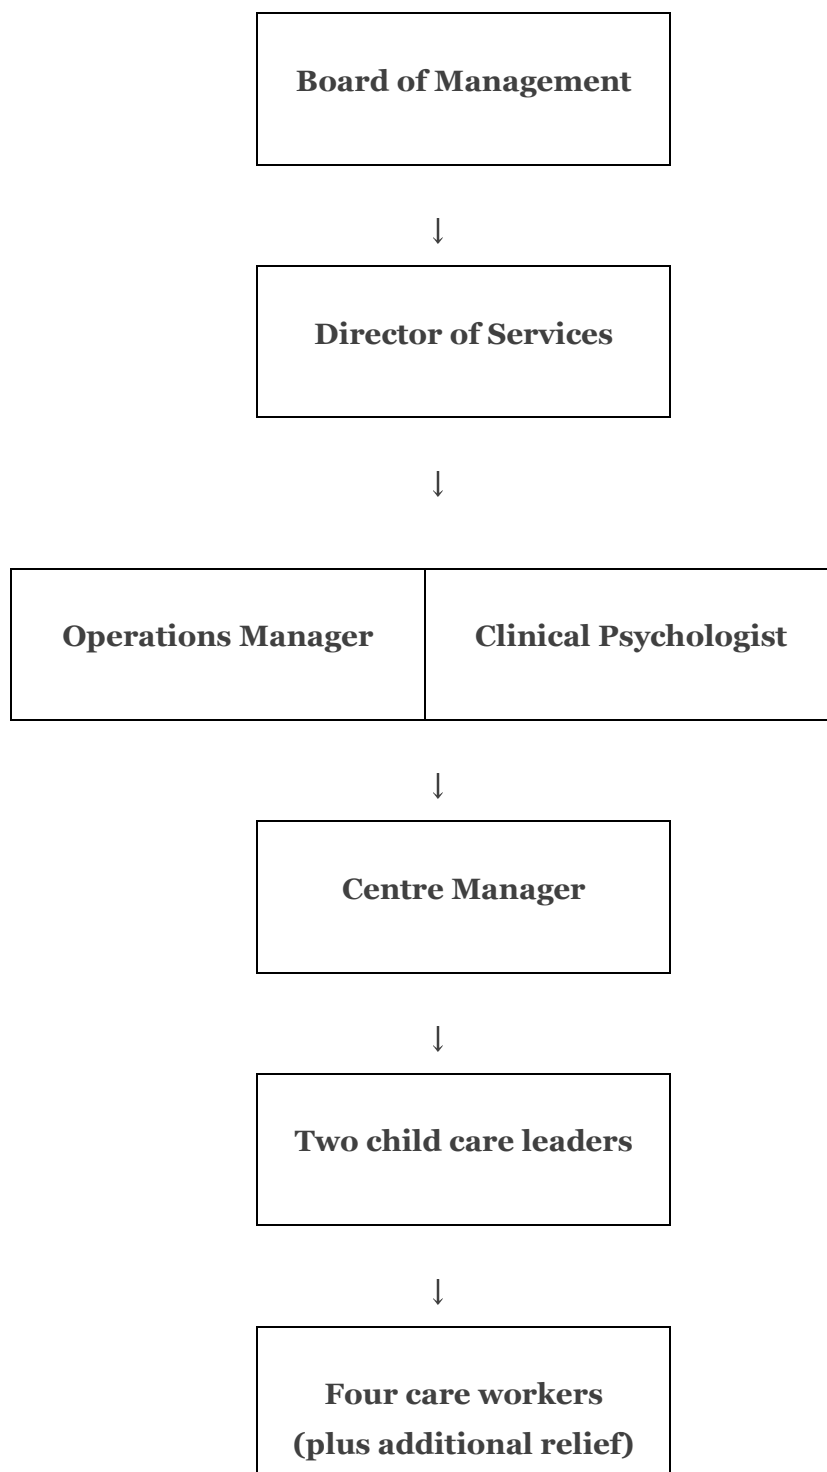 Board of Management
↓
Director of Services
↓
Operations Manager
Clinical Psychologist
↓
Centre Manager
↓
Two child care leaders
↓
Four care workers
(plus additional relief)